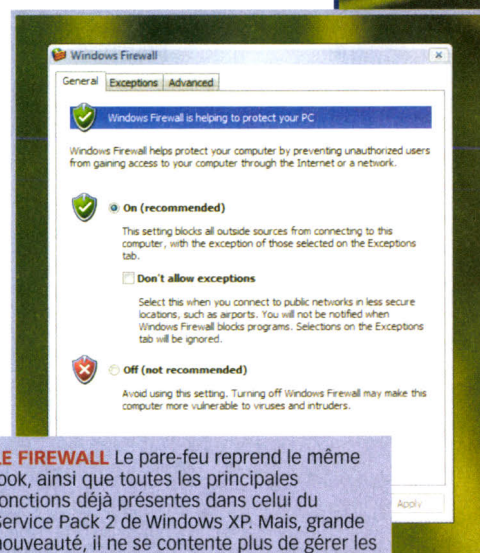 Windows Firewall
General Exceptions Advanced
Windows Firewall is helping to protect your PC
Windows Firewall helps protect your computer by preventing unauthorized users
from gaining access to your computer through the Internet or a network.
On (recommended)
This setting blocks all outside sources from connecting to this
computer, with the exception of those selected on the Exceptions
tab.
Don't allow exceptions
Select this when you connect to public networks in less secure
locations, such as airports. You will not be notified when
Windows Firewall blocks programs. Selections on the Exceptions
tab will be ignored.
Off (not recommended)
Avoid using this setting. Turning off Windows Firewall may make this
computer more vulnerable to viruses and intruders.
Apply
LE FIREWALL Le pare-feu reprend le même
look, ainsi que toutes les principales
fonctions déjà présentes dans celui du
Service Pack 2 de Windows XP. Mais, grande
nouveauté, il ne se contente plus de gérer les